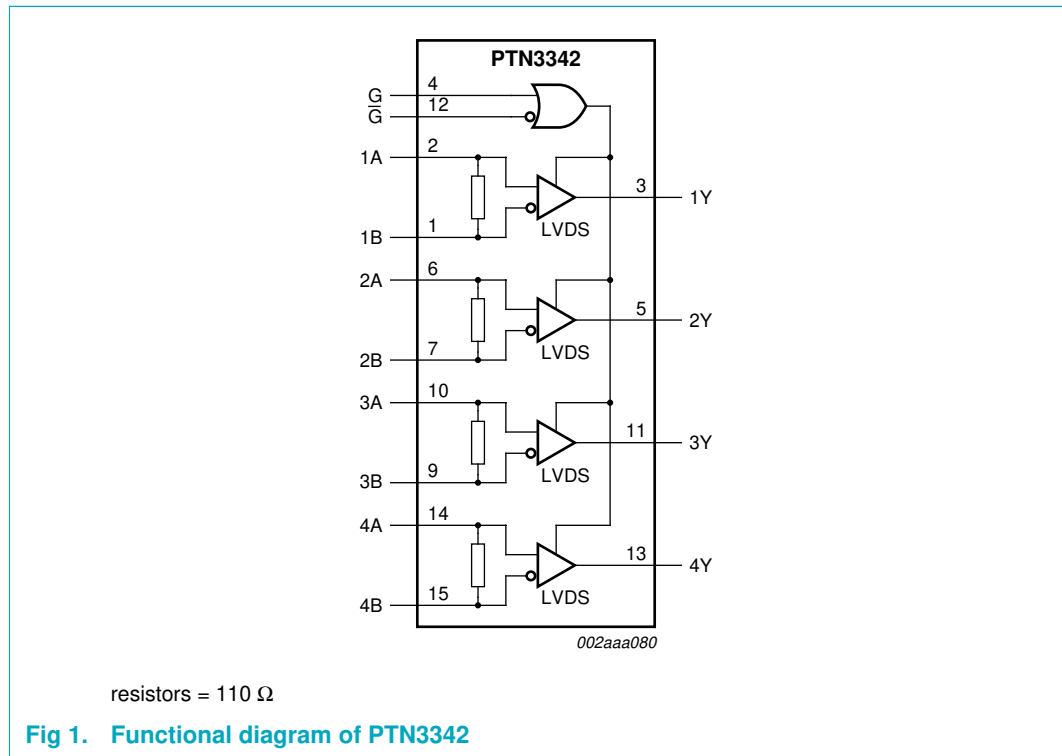 PTN3342
G 4
G̅ 12
1A 2
3 1Y
LVDS
1B 1
2A 6
5 2Y
LVDS
2B 7
3A 10
11 3Y
LVDS
3B 9
4A 14
13 4Y
LVDS
4B 15
002aaa080
resistors = 110 Ω
Fig 1. Functional diagram of PTN3342